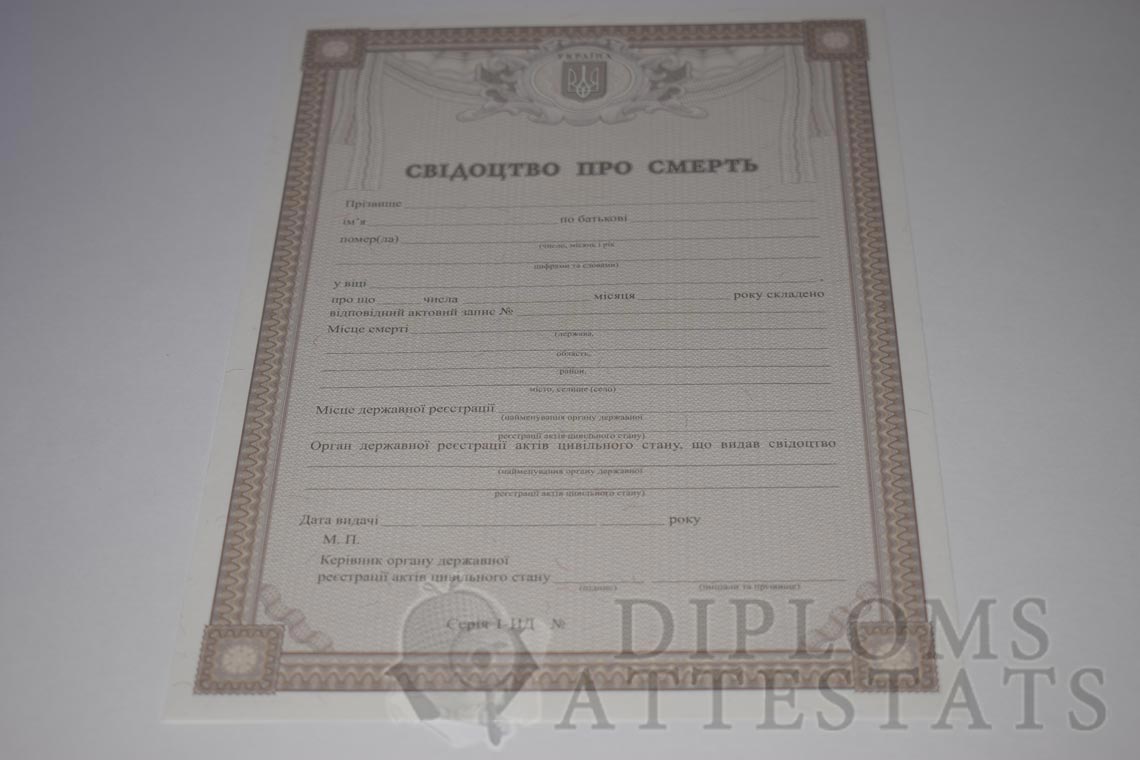 УКРАЇНА
СВІДОЦТВО ПРО СМЕРТЬ
Прізвище
ім’я по батькові
помер(ла)
(число, місяць і рік
цифрами та словами)
у віці .
про що числа місяця року складено
відповідний актовий запис №
Місце смерті
(держава,
область,
район,
місто, селище (село)
Місце державної реєстрації
(найменування органу державної
реєстрації актів цивільного стану)
Орган державної реєстрації актів цивільного стану, що видав свідоцтво
(найменування органу державної
реєстрації актів цивільного стану)
Дата видачі року
М. П.
Керівник органу державної
реєстрації актів цивільного стану
(підпис) (ініціали та прізвище)
Серія №
DIPLOMS
ATTESTATS